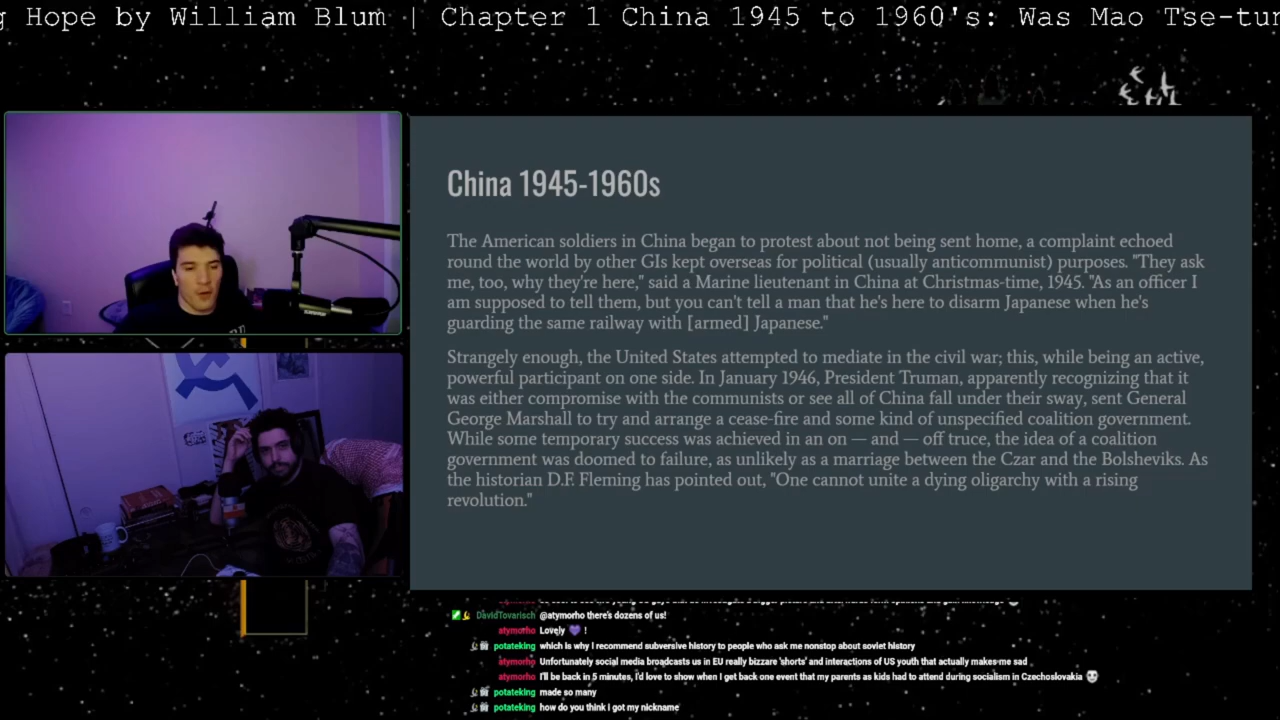 g Hope by William Blum | Chapter 1 China 1945 to 1960's: Was Mao Tse-tun
China 1945-1960s
The American soldiers in China began to protest about not being sent home, a complaint echoed
round the world by other GIs kept overseas for political (usually anticommunist) purposes. "They ask
me, too, why they're here," said a Marine lieutenant in China at Christmas-time, 1945. "As an officer I
am supposed to tell them, but you can't tell a man that he's here to disarm Japanese when he's
guarding the same railway with [armed] Japanese."
Strangely enough, the United States attempted to mediate in the civil war; this, while being an active,
powerful participant on one side. In January 1946, President Truman, apparently recognizing that it
was either compromise with the communists or see all of China fall under their sway, sent General
George Marshall to try and arrange a cease-fire and some kind of unspecified coalition government.
While some temporary success was achieved in an on — and — off truce, the idea of a coalition
government was doomed to failure, as unlikely as a marriage between the Czar and the Bolsheviks. As
the historian D.F. Fleming has pointed out, "One cannot unite a dying oligarchy with a rising
revolution."
DavidTovarisch @atymorho there's dozens of us!
atymorho Lovely 💜 !
potateking which is why I recommend subversive history to people who ask me nonstop about soviet history
atymorho Unfortunately social media broadcasts us in EU really bizzare 'shorts' and interactions of US youth that actually makes me sad
atymorho I'll be back in 5 minutes, I'd love to show when I get back one event that my parents as kids had to attend during socialism in Czechoslovakia
potateking made so many
potateking how do you think i got my nickname